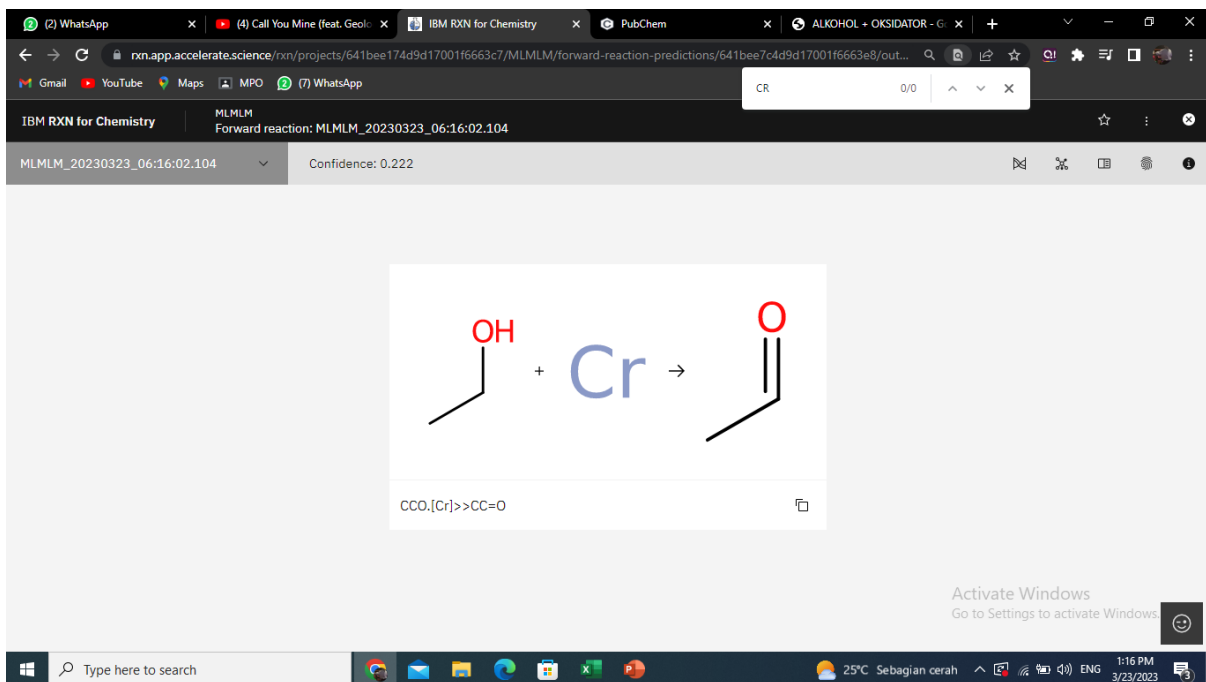 (2) WhatsApp
(4) Call You Mine (feat. Geolo
IBM RXN for Chemistry
PubChem
ALKOHOL + OKSIDATOR - G
rxn.app.accelerate.science/rxn/projects/641bee174d9d17001f6663c7/MLMLM/forward-reaction-predictions/641bee7c4d9d17001f6663e8/out...
Gmail
YouTube
Maps
MPO
(7) WhatsApp
CR
0/0
IBM RXN for Chemistry
MLMLM
Forward reaction: MLMLM_20230323_06:16:02.104
MLMLM_20230323_06:16:02.104
Confidence: 0.222
OH
+
Cr
→
O
CCO.[Cr]>>CC=O
Activate Windows
Go to Settings to activate Windows.
Type here to search
25°C Sebagian cerah
ENG
1:16 PM
3/23/2023
3